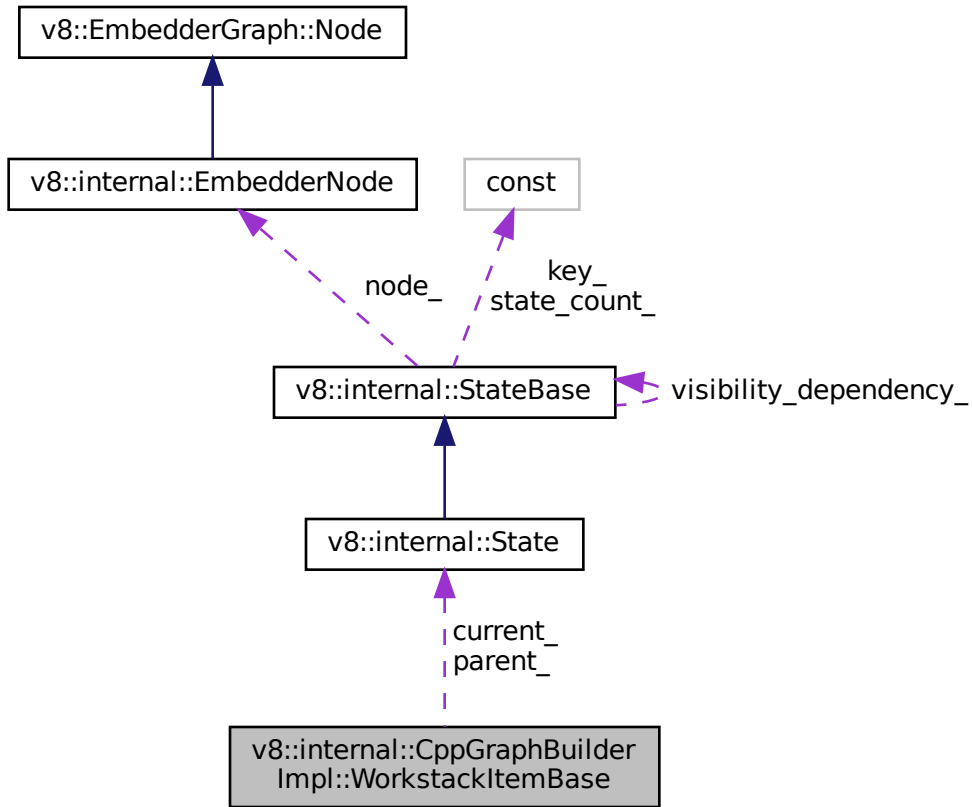 v8::EmbedderGraph::Node
v8::internal::EmbedderNode
const
node_
key_
state_count_
v8::internal::StateBase
visibility_dependency_
v8::internal::State
current_
parent_
v8::internal::CppGraphBuilder
Impl::WorkstackItemBase